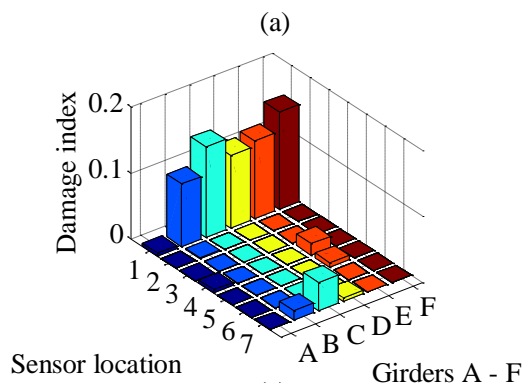 (a)
0.2
0.1
0
Damage index
1
2
3
4
5
6
7
A
B
C
D
E
F
Sensor location
Girders A - F